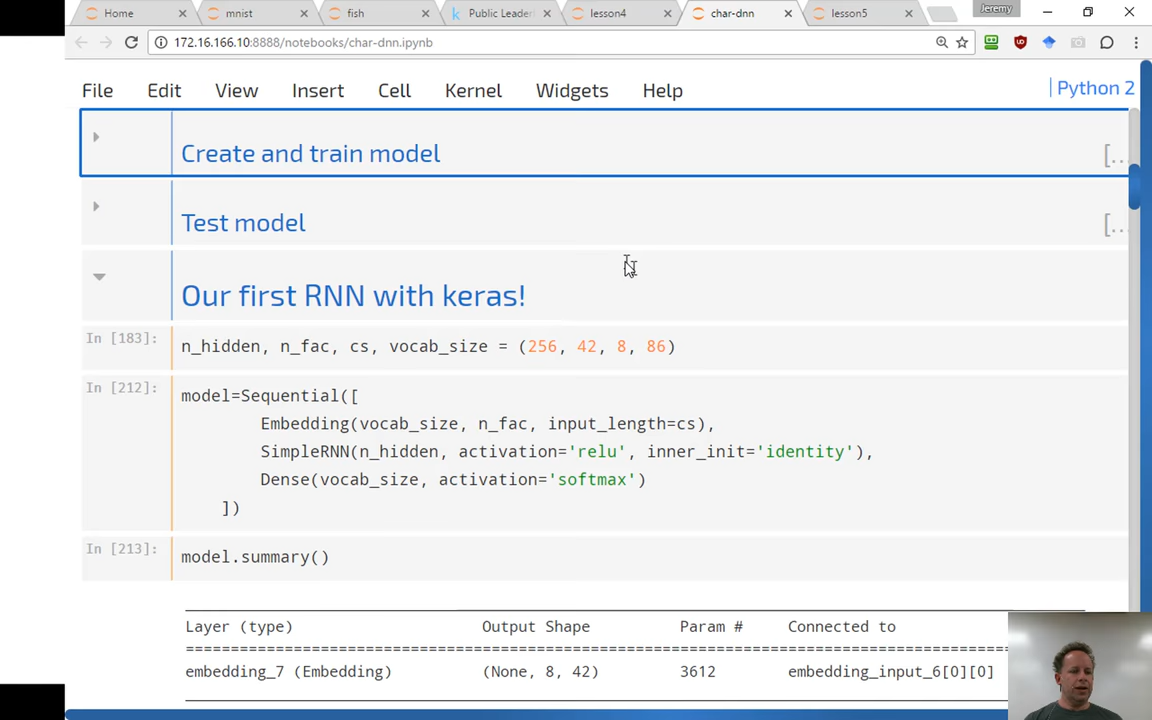 Home mnist fish Public Leader lesson4 char-dnn lesson5 Jeremy
172.16.166.10:8888/notebooks/char-dnn.ipynb
File Edit View Insert Cell Kernel Widgets Help Python 2
Create and train model [...
Test model [...
Our first RNN with keras!
In [183]: n_hidden, n_fac, cs, vocab_size = (256, 42, 8, 86)
In [212]: model=Sequential([
Embedding(vocab_size, n_fac, input_length=cs),
SimpleRNN(n_hidden, activation='relu', inner_init='identity'),
Dense(vocab_size, activation='softmax')
])
In [213]: model.summary()
Layer (type) Output Shape Param # Connected to
embedding_7 (Embedding) (None, 8, 42) 3612 embedding_input_6[0][0]